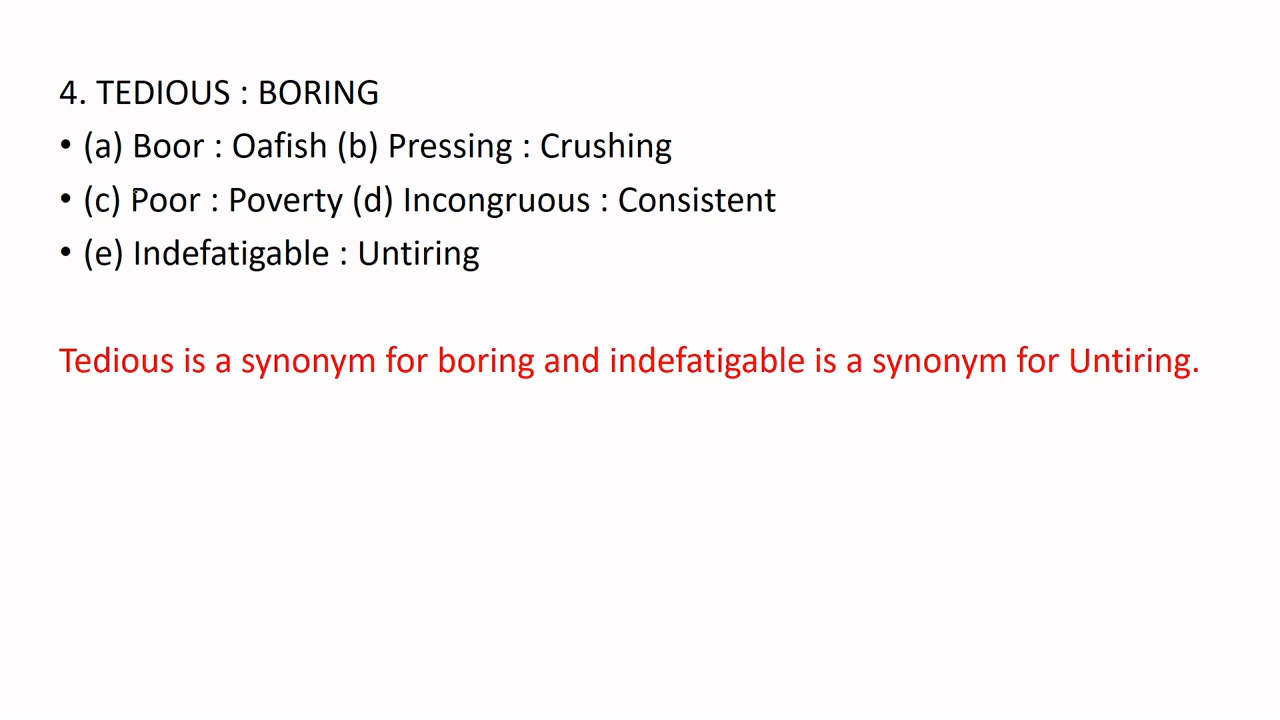 4. TEDIOUS : BORING
• (a) Boor : Oafish (b) Pressing : Crushing
• (c) Poor : Poverty (d) Incongruous : Consistent
• (e) Indefatigable : Untiring
Tedious is a synonym for boring and indefatigable is a synonym for Untiring.